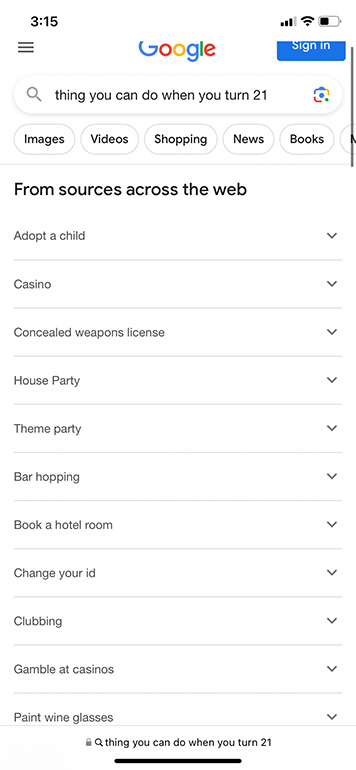 3:15
Google
Sign in
thing you can do when you turn 21
Images Videos Shopping News Books
From sources across the web
Adopt a child
Casino
Concealed weapons license
House Party
Theme party
Bar hopping
Book a hotel room
Change your id
Clubbing
Gamble at casinos
Paint wine glasses
thing you can do when you turn 21